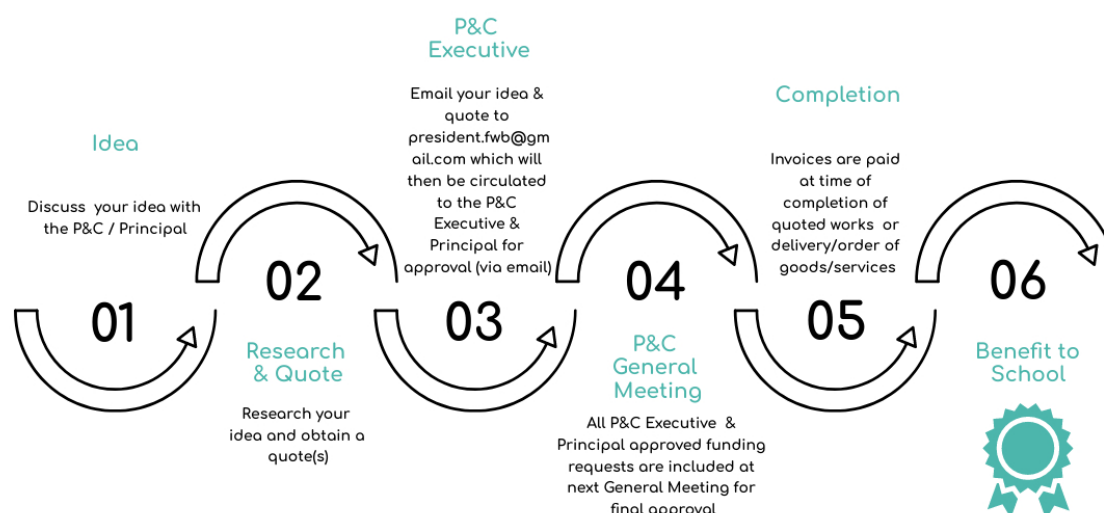 Idea
Discuss your idea with
the P&C / Principal
01
02
Research
& Quote
Research your
idea and obtain a
quote(s)
P&C
Executive
Email your idea &
quote to
president.fwb@gm
ail.com which will
then be circulated
to the P&C
Executive &
Principal for
approval (via email)
03
04
P&C
General
Meeting
All P&C Executive &
Principal approved funding
requests are included at
next General Meeting for
final approval
Completion
Invoices are paid
at time of
completion of
quoted works or
delivery/order of
goods/services
05
06
Benefit to
School